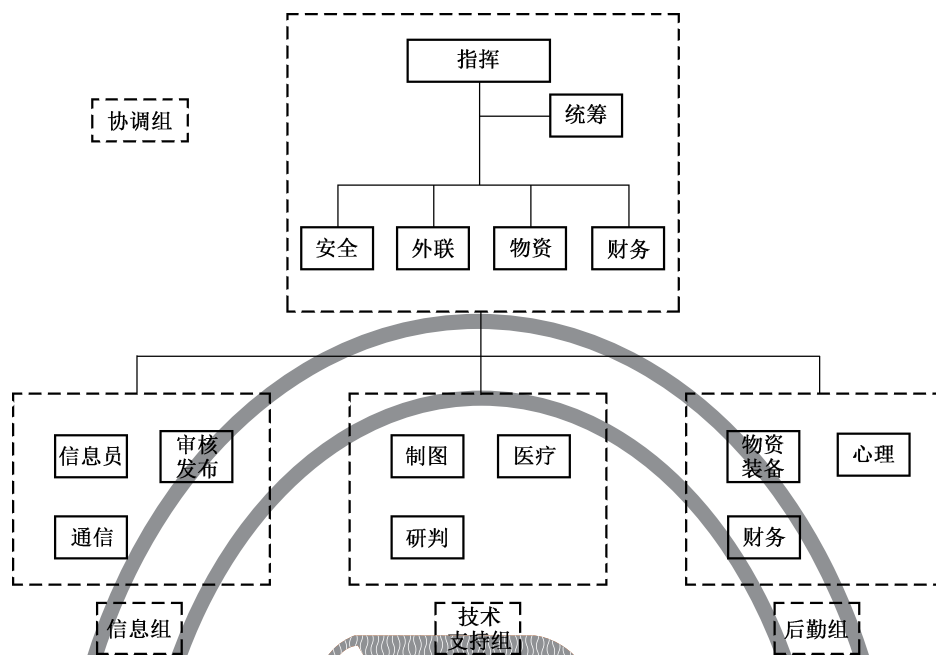 指挥
统筹
协调组
安全
外联
物资
财务
信息员
审核
发布
通信
制图
医疗
研判
物资
装备
心理
财务
信息组
技术
支持组
后勤组